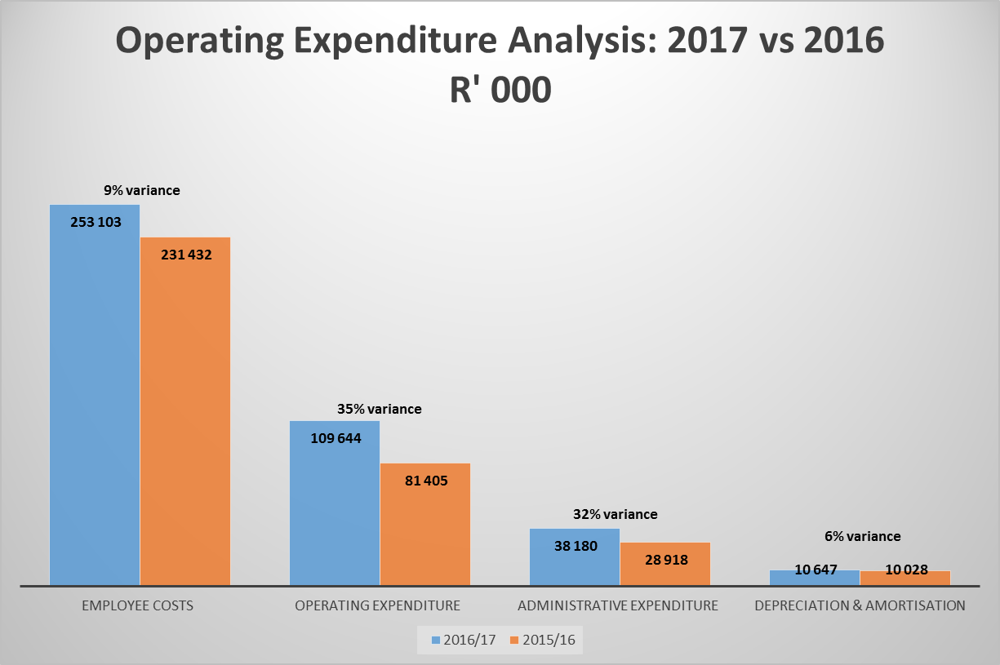 Operating Expenditure Analysis: 2017 vs 2016
R' 000
9% variance
253 103
231 432
35% variance
109 644
81 405
32% variance
38 180
28 918
6% variance
10 647
10 028
EMPLOYEE COSTS
OPERATING EXPENDITURE
ADMINISTRATIVE EXPENDITURE
DEPRECIATION & AMORTISATION
2016/17
2015/16